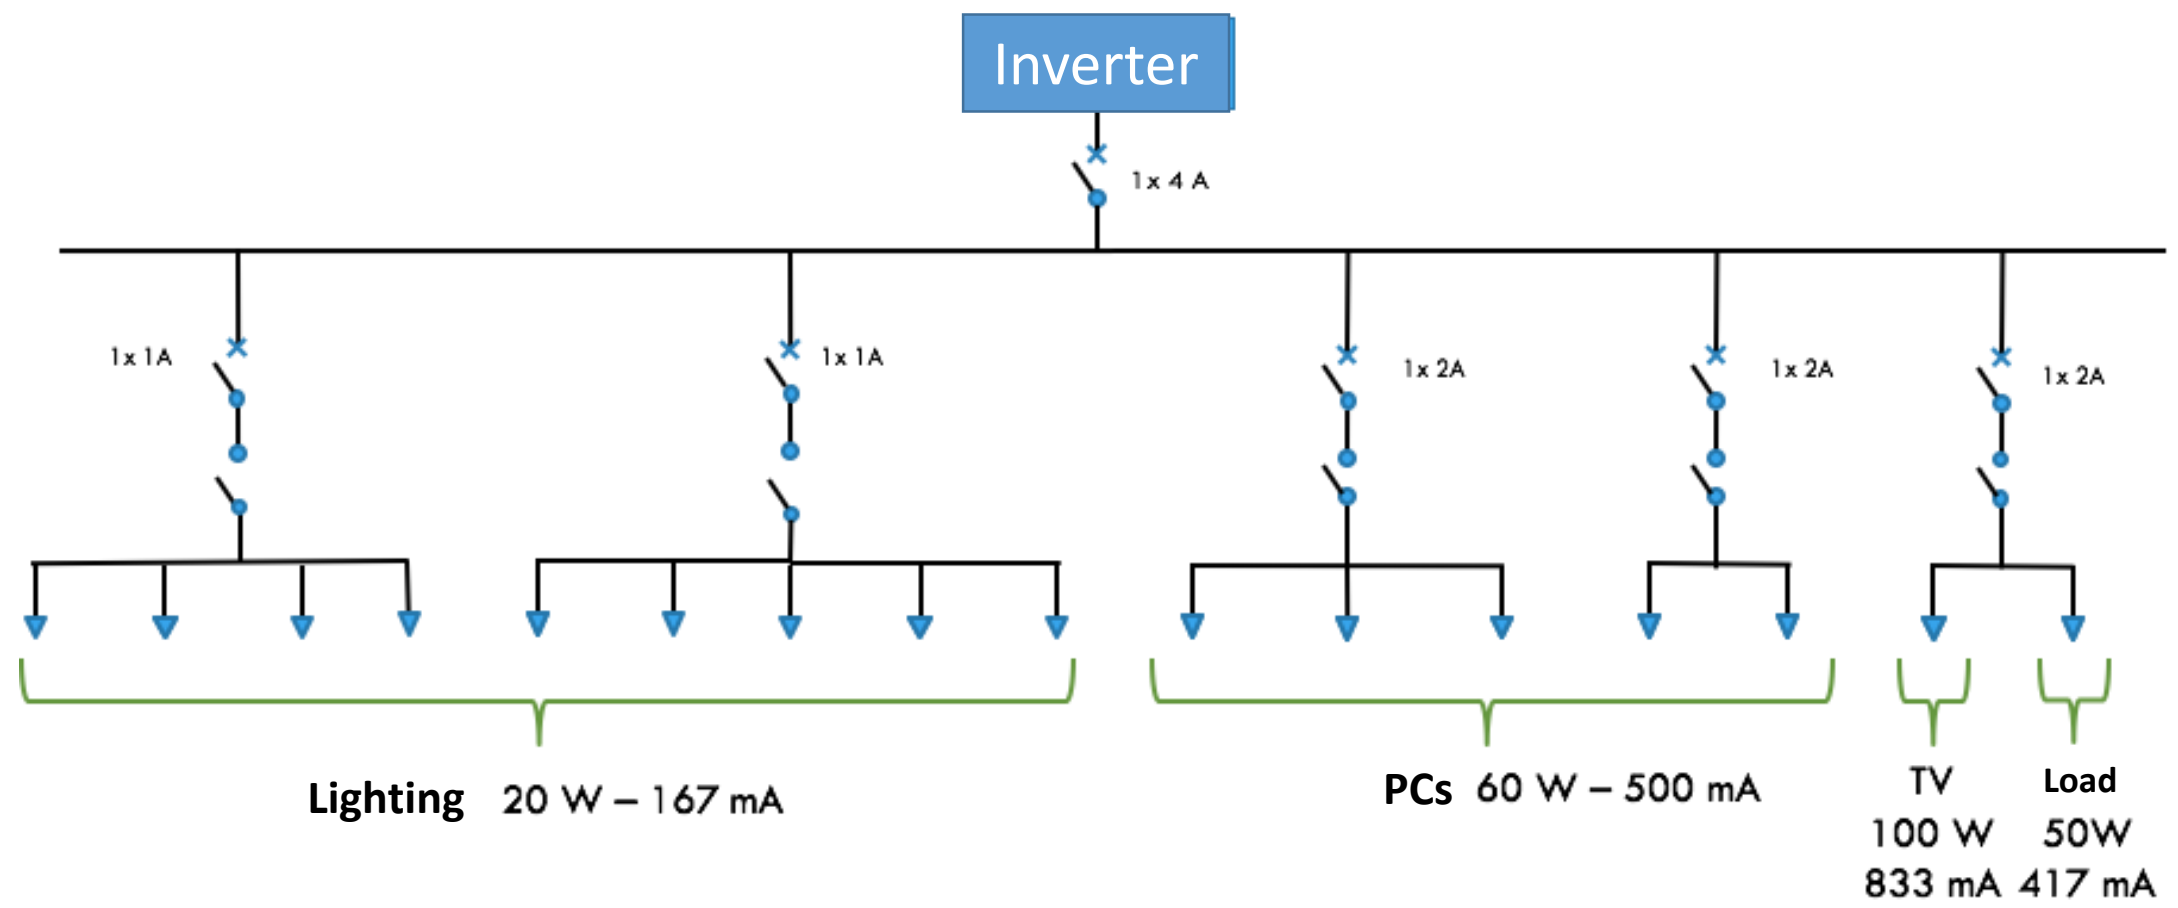 Inverter
1x 4 A
1x 1A
1x 1A
1x 2A
1x 2A
1x 2A
Lighting 20 W – 167 mA
PCs 60 W – 500 mA
TV
100 W
833 mA
Load
50W
417 mA